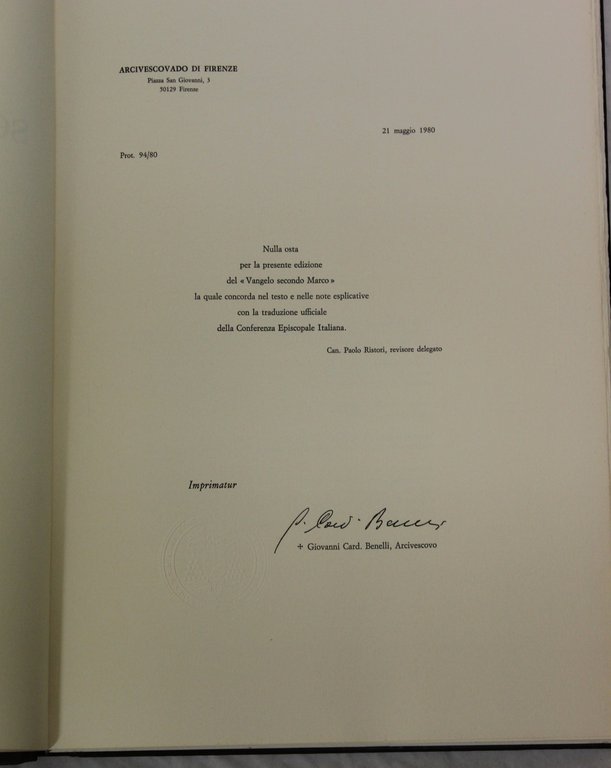 ARCIVESCOVADO DI FIRENZE
Piazza San Giovanni, 3
50129 Firenze
21 maggio 1980
Prot. 94/80
Nulla osta
per la presente edizione
del « Vangelo secondo Marco »
la quale concorda nel testo e nelle note esplicative
con la traduzione ufficiale
della Conferenza Episcopale Italiana.
Can. Paolo Ristori, revisore delegato
Imprimatur
G. Card. Benelli
+ Giovanni Card. Benelli, Arcivescovo